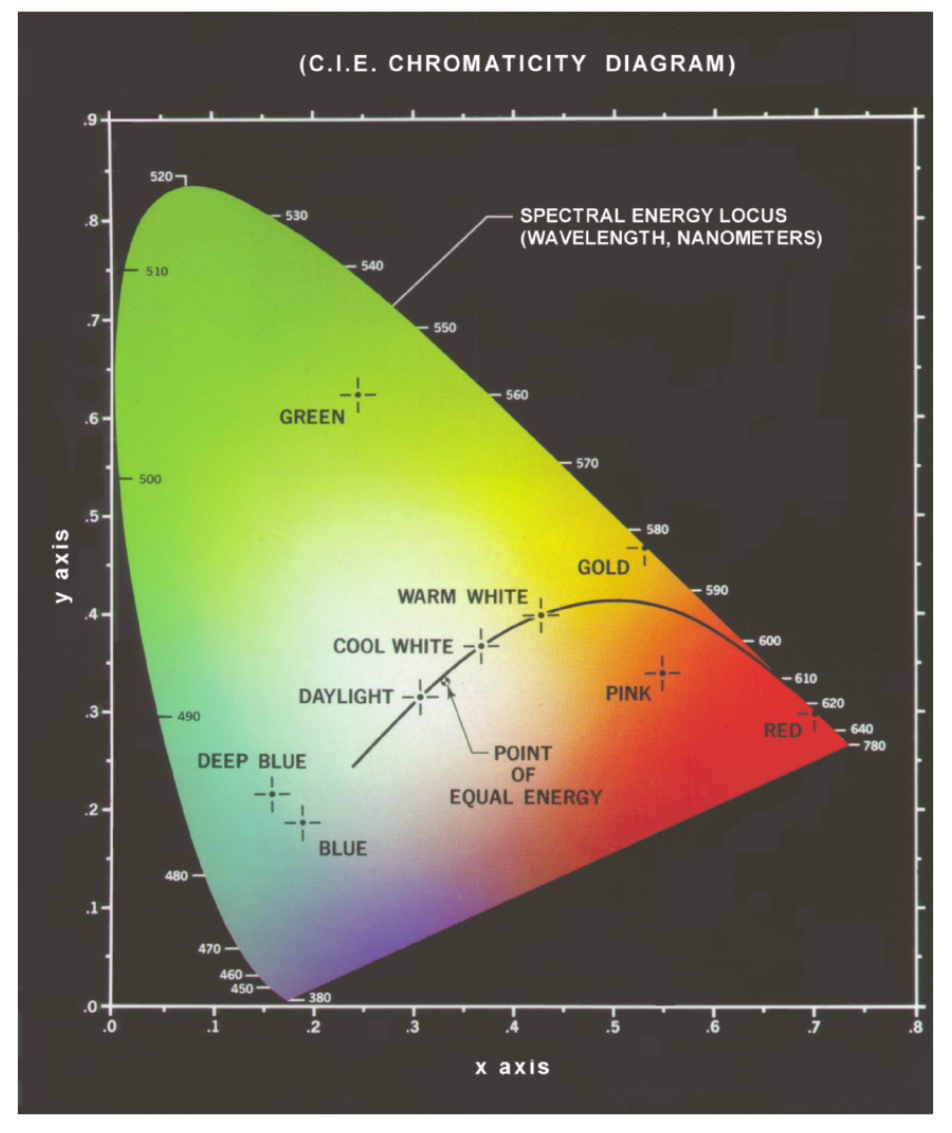 (C.I.E. CHROMATICITY DIAGRAM)
.9
520
SPECTRAL ENERGY LOCUS
(WAVELENGTH, NANOMETERS)
530
.8
540
510
.7
550
560
GREEN
.6
570
500
.5
580
GOLD
y axis
590
WARM WHITE
.4
COOL WHITE
600
DAYLIGHT
610
PINK
620
.3
490
RED
640
780
POINT
OF
EQUAL ENERGY
DEEP BLUE
.2
BLUE
480
.1
470
460
450
380
.0
.0 .1 .2 .3 .4 .5 .6 .7 .8
x axis